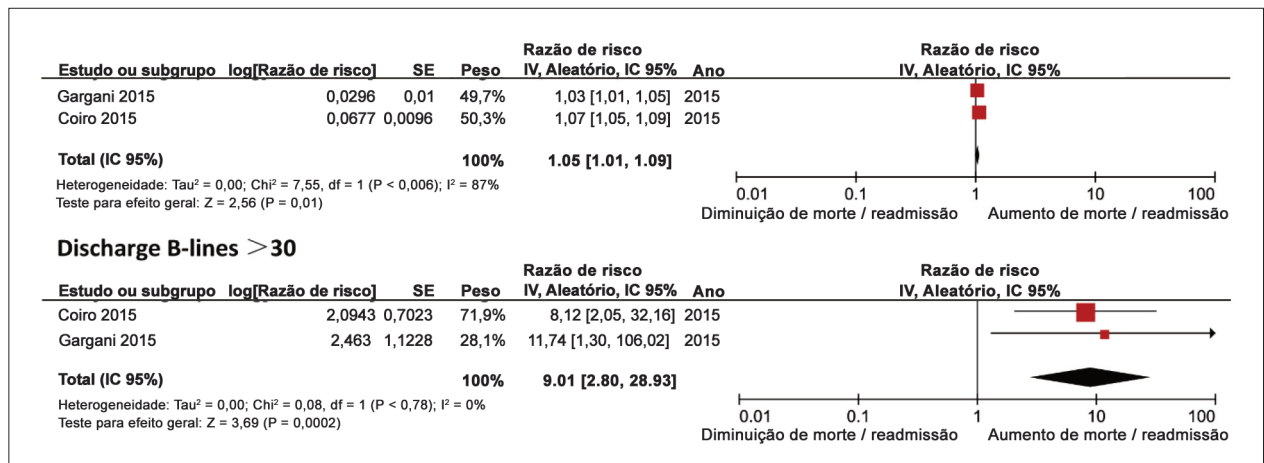 Razão de risco Razão de risco
Estudo ou subgrupo log[Razão de risco] SE Peso IV, Aleatório, IC 95% Ano IV, Aleatório, IC 95%
Gargani 2015 0,0296 0,01 49,7% 1,03 [1,01, 1,05] 2015
Coiro 2015 0,0677 0,0096 50,3% 1,07 [1,05, 1,09] 2015
Total (IC 95%) 100% 1.05 [1.01, 1.09]
Heterogeneidade: Tau² = 0,00; Chi² = 7,55, df = 1 (P < 0,006); I² = 87%
Teste para efeito geral: Z = 2,56 (P = 0,01)
0.01 0.1 1 10 100
Diminuição de morte / readmissão Aumento de morte / readmissão
Discharge B-lines >30
Razão de risco Razão de risco
Estudo ou subgrupo log[Razão de risco] SE Peso IV, Aleatório, IC 95% Ano IV, Aleatório, IC 95%
Coiro 2015 2,0943 0,7023 71,9% 8,12 [2,05, 32,16] 2015
Gargani 2015 2,463 1,1228 28,1% 11,74 [1,30, 106,02] 2015
Total (IC 95%) 100% 9.01 [2.80, 28.93]
Heterogeneidade: Tau² = 0,00; Chi² = 0,08, df = 1 (P < 0,78); I² = 0%
Teste para efeito geral: Z = 3,69 (P = 0,0002)
0.01 0.1 1 10 100
Diminuição de morte / readmissão Aumento de morte / readmissão